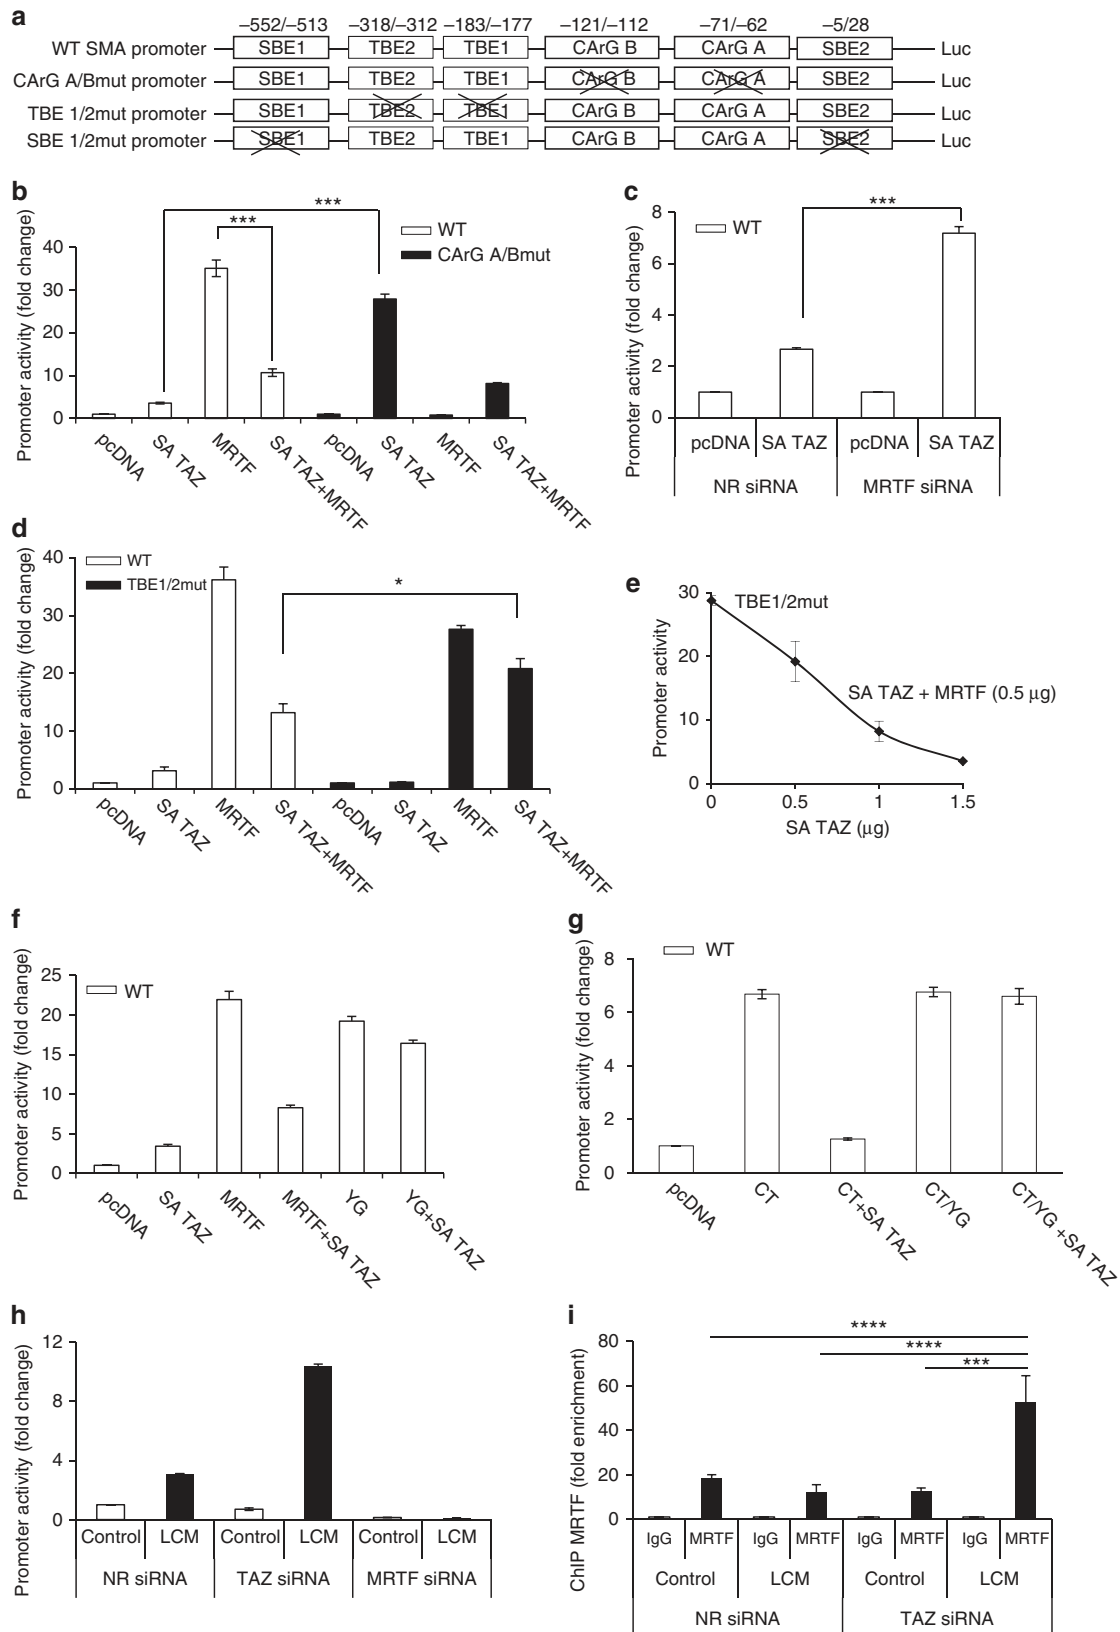 a
–552/–513 –318/–312 –183/–177 –121/–112 –71/–62 –5/28
WT SMA promoter SBE1 TBE2 TBE1 CArG B CArG A SBE2 Luc
CArG A/Bmut promoter SBE1 TBE2 TBE1 CArG B CArG A SBE2 Luc
TBE 1/2mut promoter SBE1 TBE2 TBE1 CArG B CArG A SBE2 Luc
SBE 1/2mut promoter SBE1 TBE2 TBE1 CArG B CArG A SBE2 Luc
b
Promoter activity (fold change)
40
30
20
10
0
***
***
WT
CArG A/Bmut
pcDNA
SA TAZ
MRTF
SA TAZ+MRTF
pcDNA
SA TAZ
MRTF
SA TAZ+MRTF
c
Promoter activity (fold change)
8
6
4
2
0
WT
***
pcDNA SA TAZ pcDNA SA TAZ
NR siRNA MRTF siRNA
d
Promoter activity (fold change)
40
30
20
10
0
WT
TBE1/2mut
*
pcDNA
SA TAZ
MRTF
SA TAZ+MRTF
pcDNA
SA TAZ
MRTF
SA TAZ+MRTF
e
Promoter activity
30
20
10
0
TBE1/2mut
SA TAZ + MRTF (0.5 µg)
0 0.5 1 1.5
SA TAZ (µg)
f
Promoter activity (fold change)
25
20
15
10
5
0
WT
pcDNA
SA TAZ
MRTF
MRTF+SA TAZ
YG
YG+SA TAZ
g
Promoter activity (fold change)
8
6
4
2
0
WT
pcDNA
CT
CT+SA TAZ
CT/YG
CT/YG +SA TAZ
h
Promoter activity (fold change)
12
8
4
0
Control LCM Control LCM Control LCM
NR siRNA TAZ siRNA MRTF siRNA
i
ChIP MRTF (fold enrichment)
80
60
40
20
0
****
****
***
IgG MRTF IgG MRTF IgG MRTF IgG MRTF
Control LCM Control LCM
NR siRNA TAZ siRNA